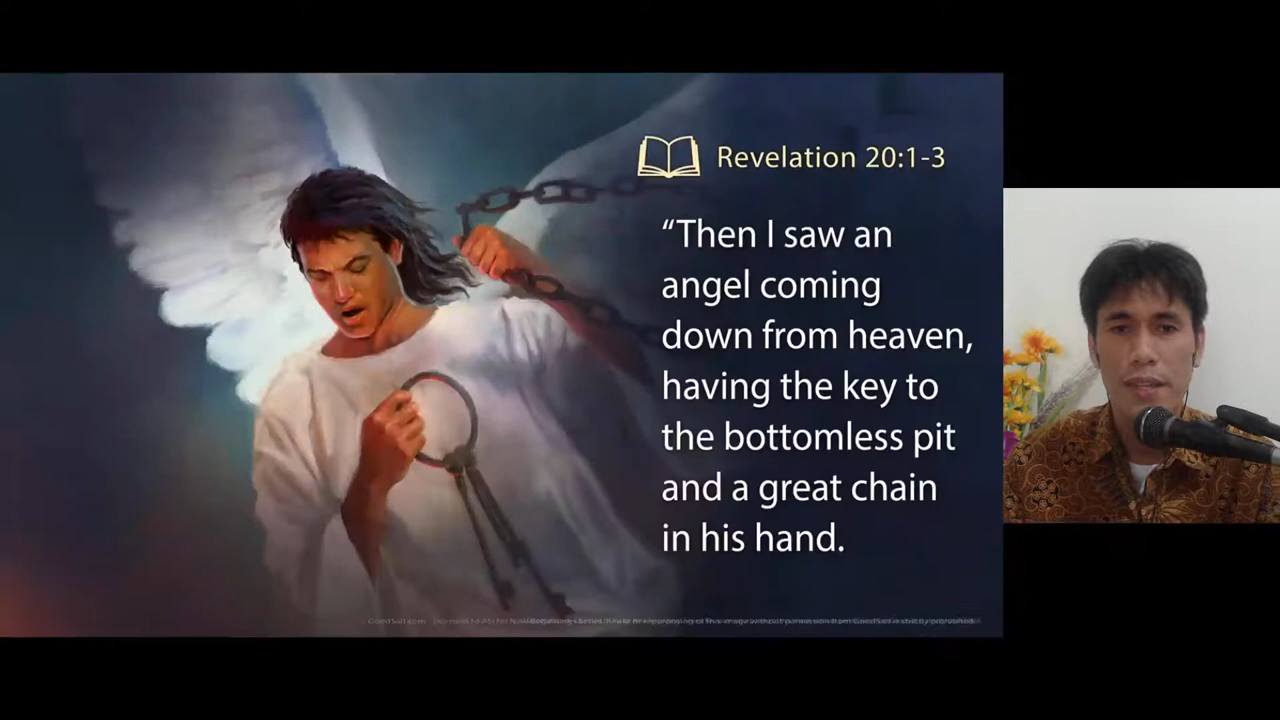 Revelation 20:1-3
“Then I saw an
angel coming
down from heaven,
having the key to
the bottomless pit
and a great chain
in his hand.